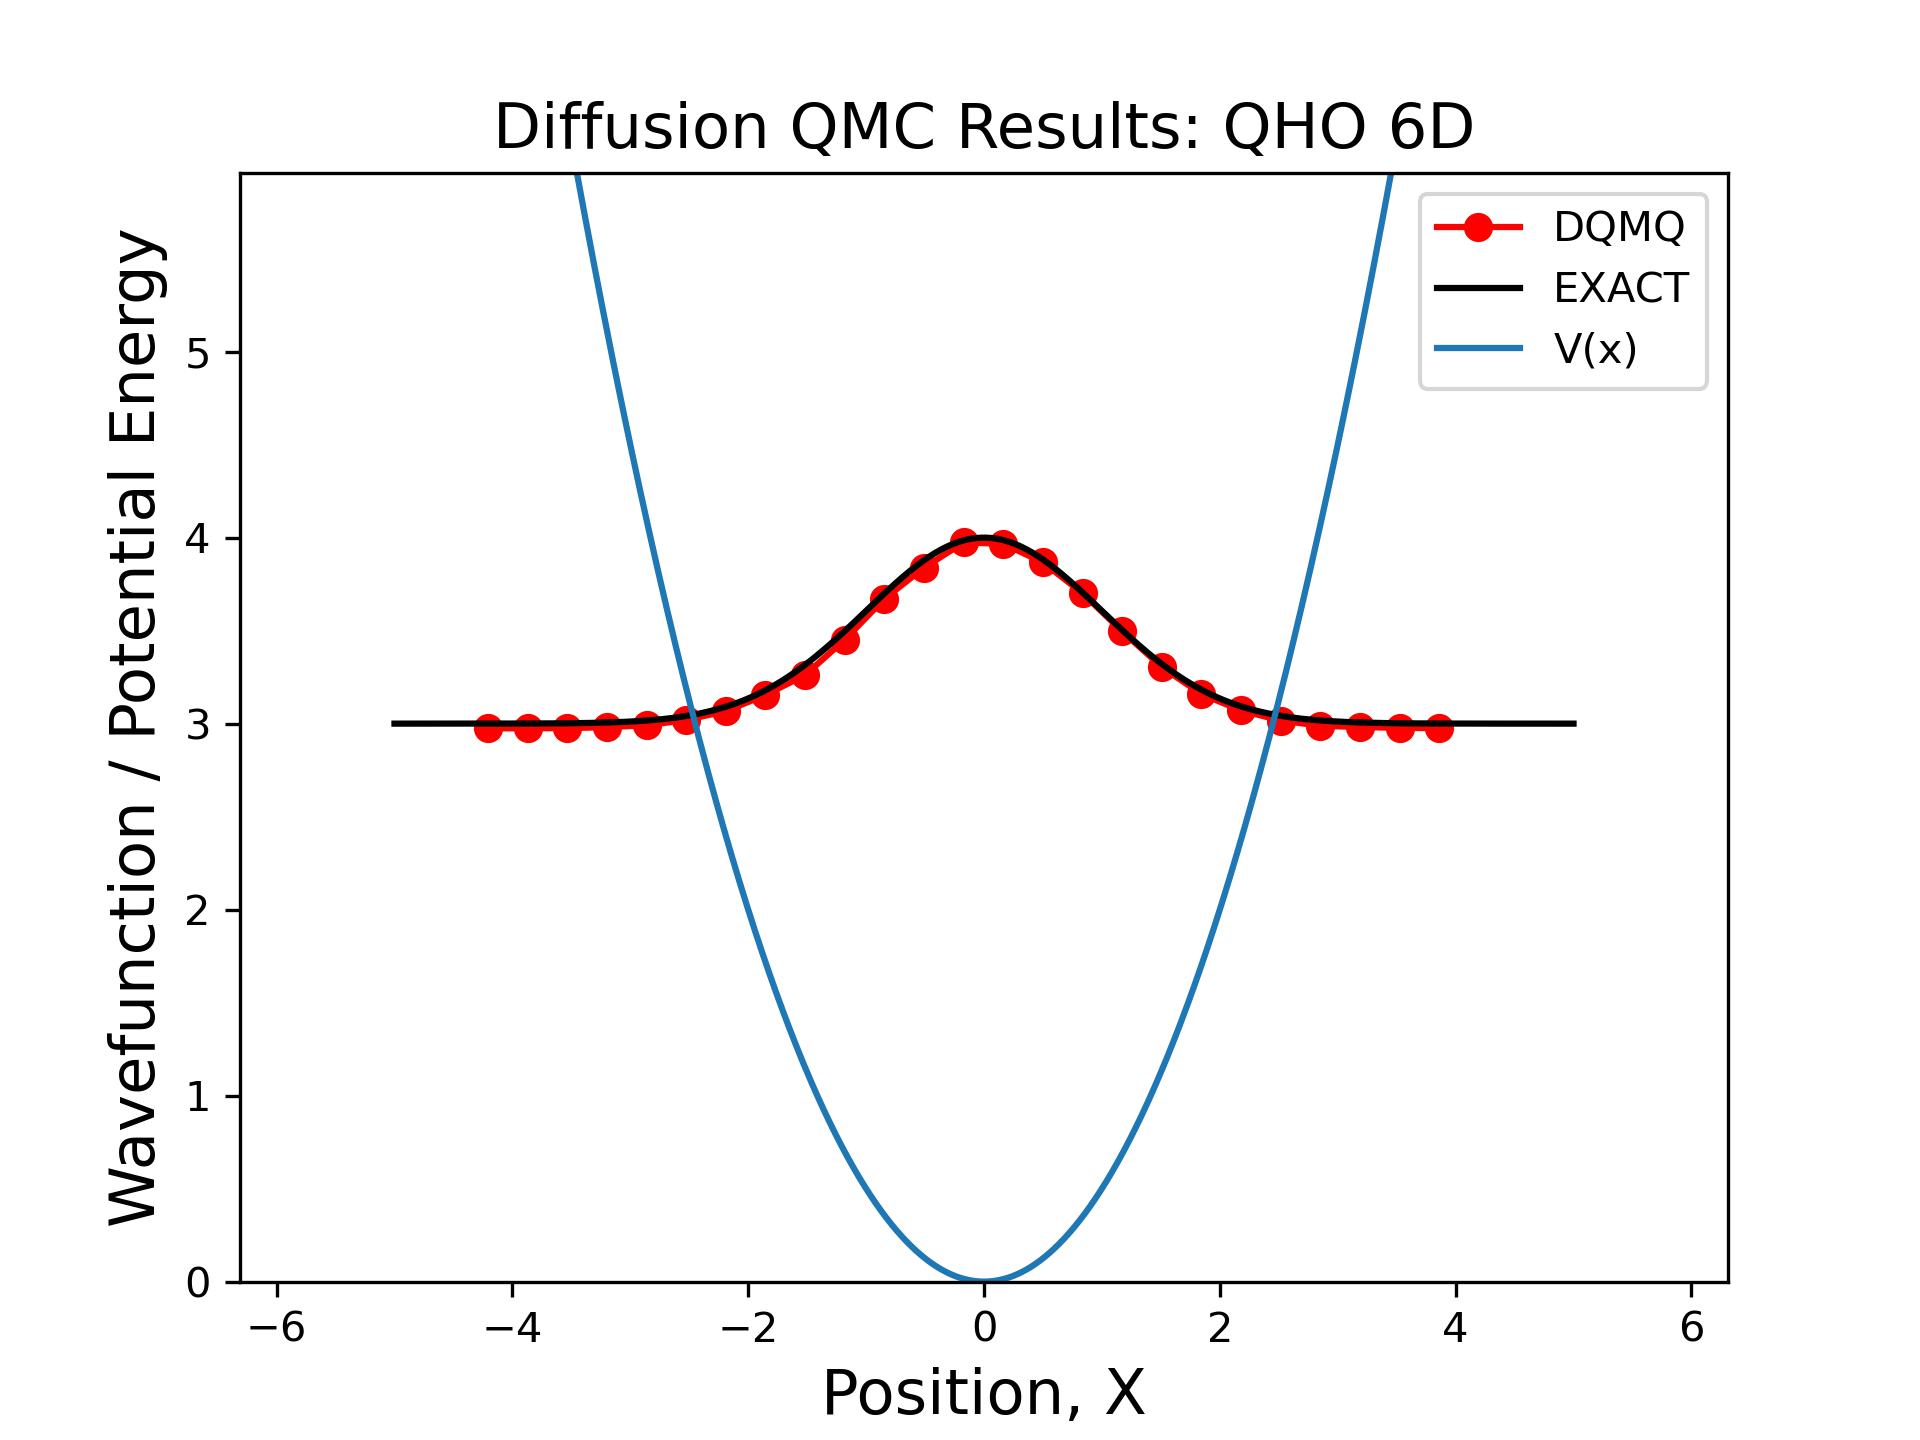 Diffusion QMC Results: QHO 6D
Wavefunction / Potential Energy
5
4
3
2
1
0
−6
−4
−2
0
2
4
6
Position, X
DQMQ
EXACT
V(x)